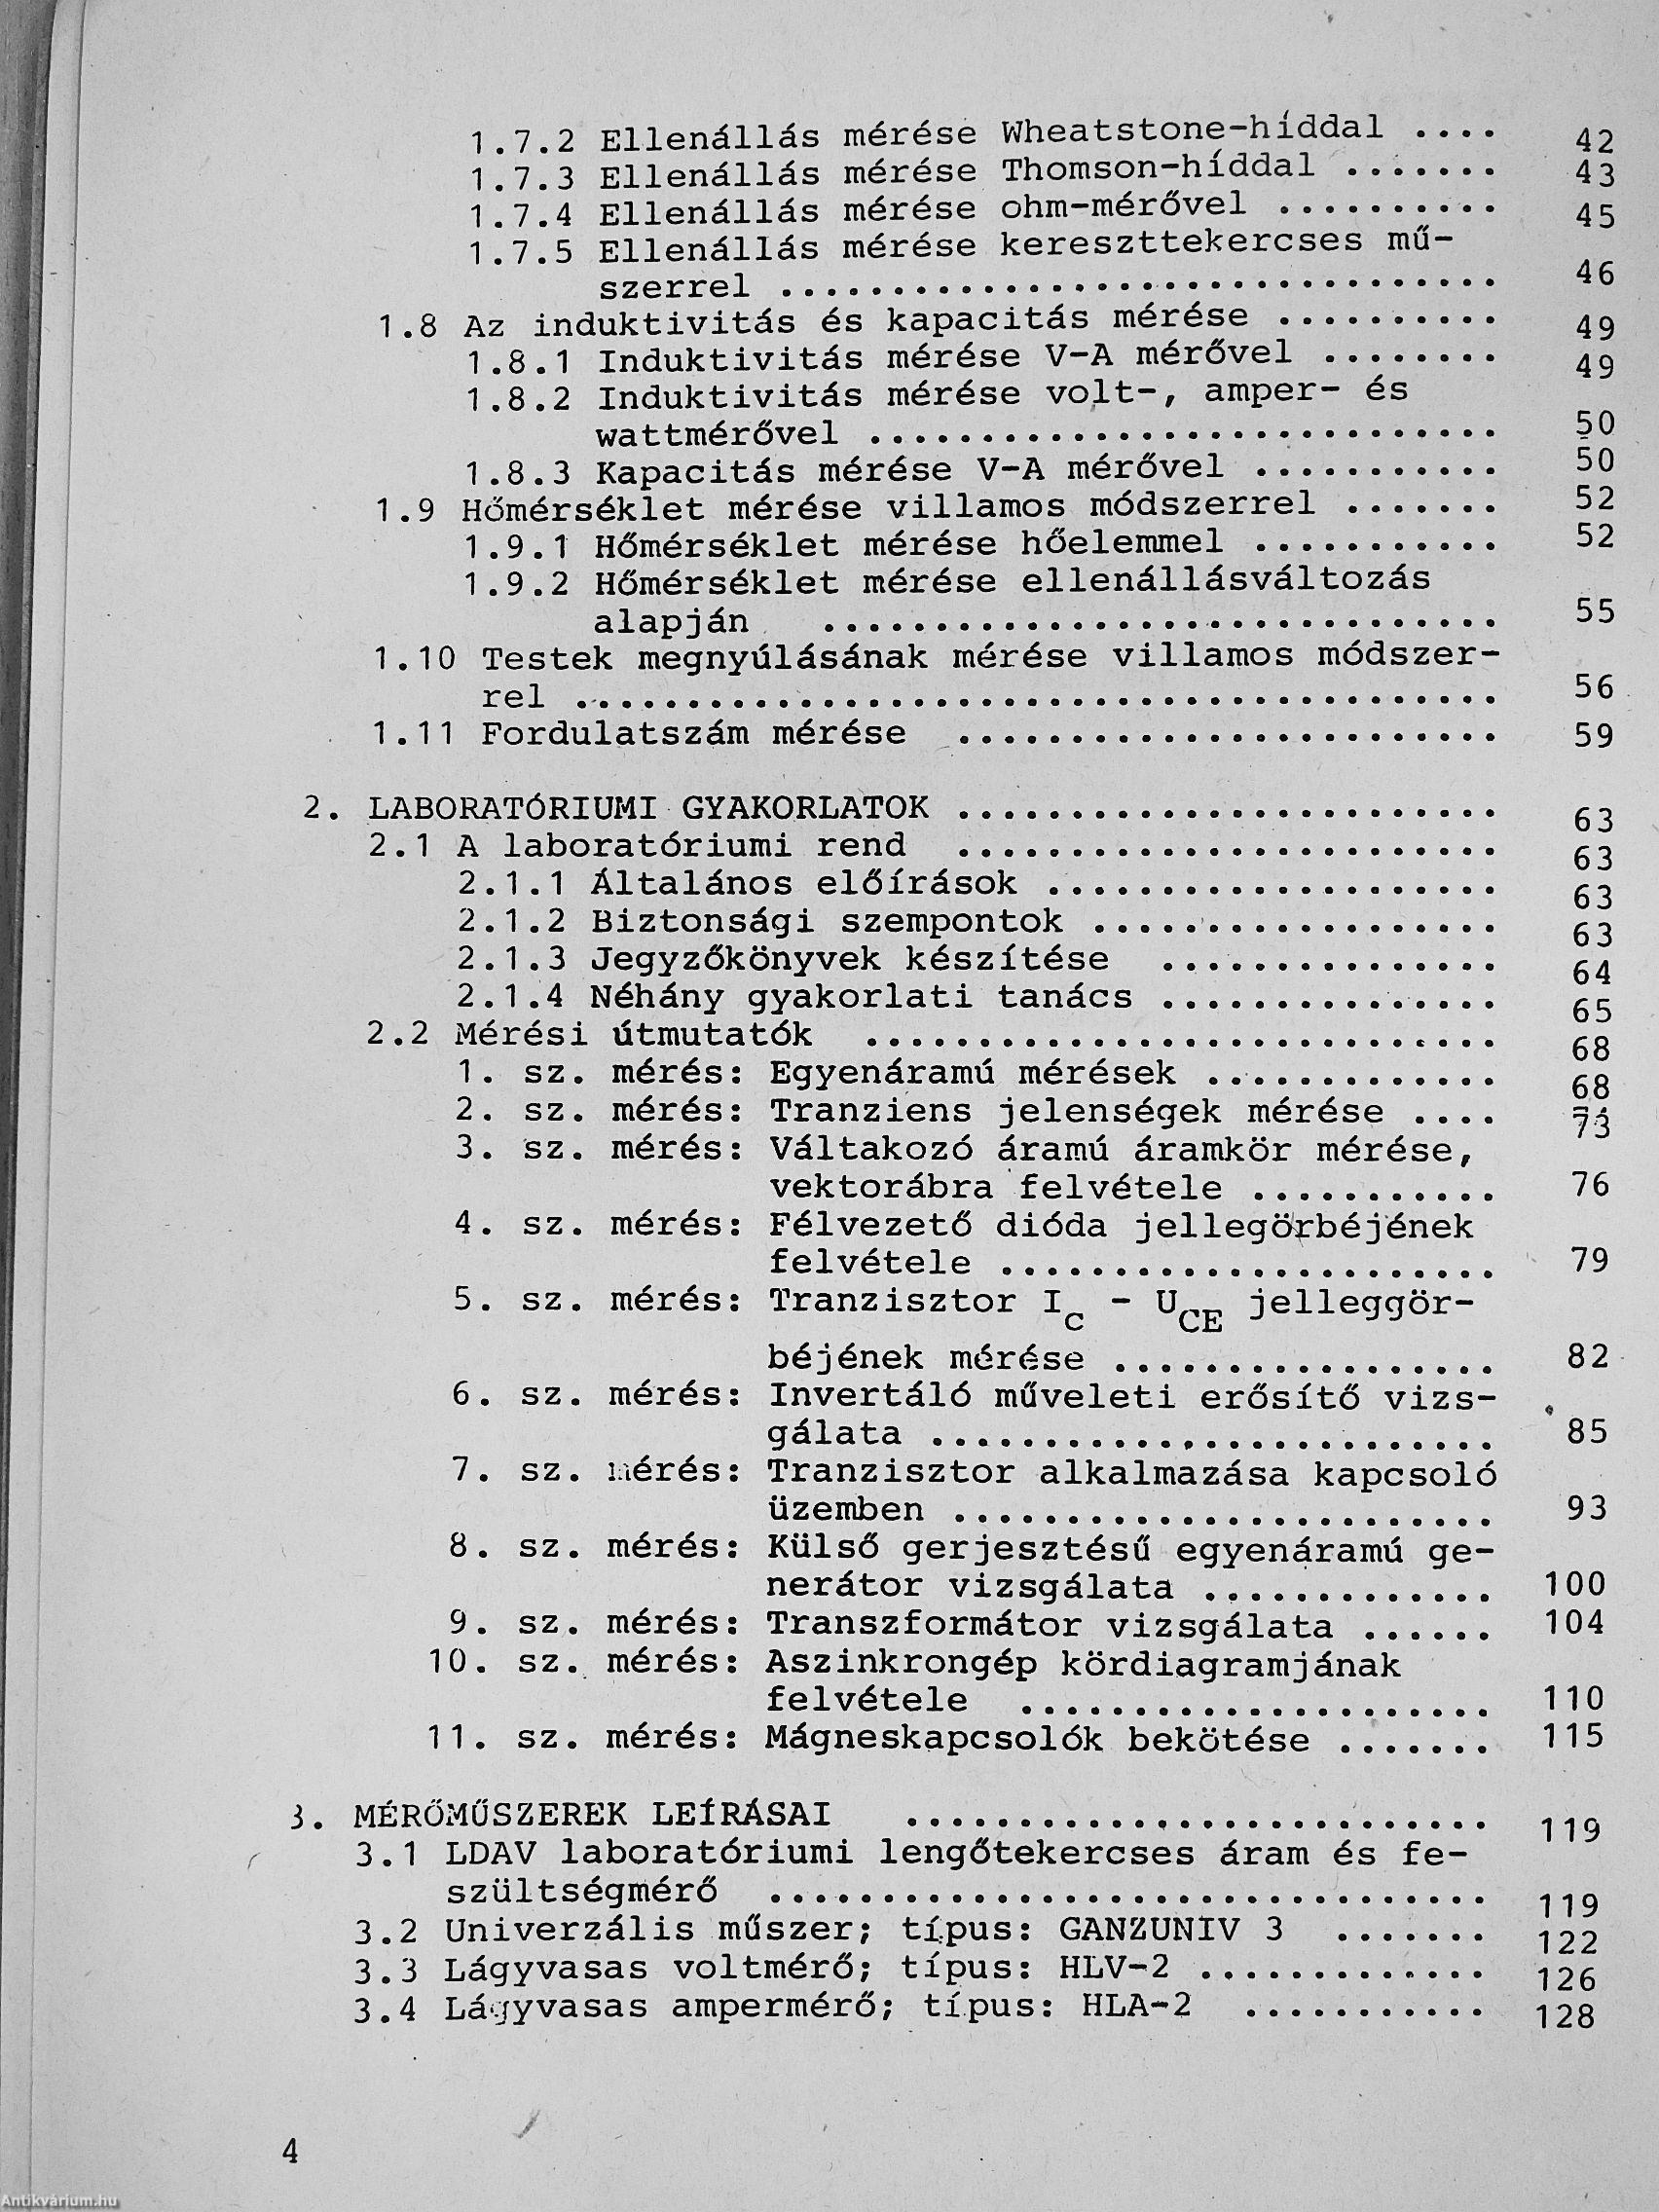 1.7.2 Ellenállás mérése Wheatstone-híddal .... 42
1.7.3 Ellenállás mérése Thomson-híddal ....... 43
1.7.4 Ellenállás mérése ohm-mérővel .......... 45
1.7.5 Ellenállás mérése kereszttekercses mű-
szerrel ................................ 46
1.8 Az induktivitás és kapacitás mérése .......... 49
1.8.1 Induktivitás mérése V-A mérővel ........ 49
1.8.2 Induktivitás mérése volt-, amper- és
wattmérővel ............................ 50
1.8.3 Kapacitás mérése V-A mérővel ........... 50
1.9 Hőmérséklet mérése villamos módszerrel ....... 52
1.9.1 Hőmérséklet mérése hőelemmel ........... 52
1.9.2 Hőmérséklet mérése ellenállásváltozás
alapján .............................. 55
1.10 Testek megnyúlásának mérése villamos módszer-
rel ......................................... 56
1.11 Fordulatszám mérése ........................ 59
2. LABORATÓRIUMI GYAKORLATOK ........................ 63
2.1 A laboratóriumi rend ........................ 63
2.1.1 Általános előírások .................... 63
2.1.2 Biztonsági szempontok .................. 63
2.1.3 Jegyzőkönyvek készítése ............... 64
2.1.4 Néhány gyakorlati tanács ............... 65
2.2 Mérési útmutatók ............................ 68
1. sz. mérés: Egyenáramú mérések ............. 68
2. sz. mérés: Tranziens jelenségek mérése .... 73
3. sz. mérés: Váltakozó áramú áramkör mérése,
vektorábra felvétele ........... 76
4. sz. mérés: Félvezető dióda jellegörbéjének
felvétele ...................... 79
5. sz. mérés: Tranzisztor IC - UCE jelleggör-
béjének mérése ................. 82
6. sz. mérés: Invertáló műveleti erősítő vizs-
gálata ......................... 85
7. sz. mérés: Tranzisztor alkalmazása kapcsoló
üzemben ........................ 93
8. sz. mérés: Külső gerjesztésű egyenáramú ge-
nerátor vizsgálata ............. 100
9. sz. mérés: Transzformátor vizsgálata ...... 104
10. sz. mérés: Aszinkrongép kördiagramjának
felvétele ..................... 110
11. sz. mérés: Mágneskapcsolók bekötése ....... 115
3. MÉRŐMŰSZEREK LEÍRÁSAI .......................... 119
3.1 LDAV laboratóriumi lengőtekercses áram és fe-
szültségmérő ................................ 119
3.2 Univerzális műszer; típus: GANZUNIV 3 ....... 122
3.3 Lágyvasas voltmérő; típus: HLV-2 ............. 126
3.4 Lágyvasas ampermérő; típus: HLA-2 ........... 128
4
Antikvárium.hu